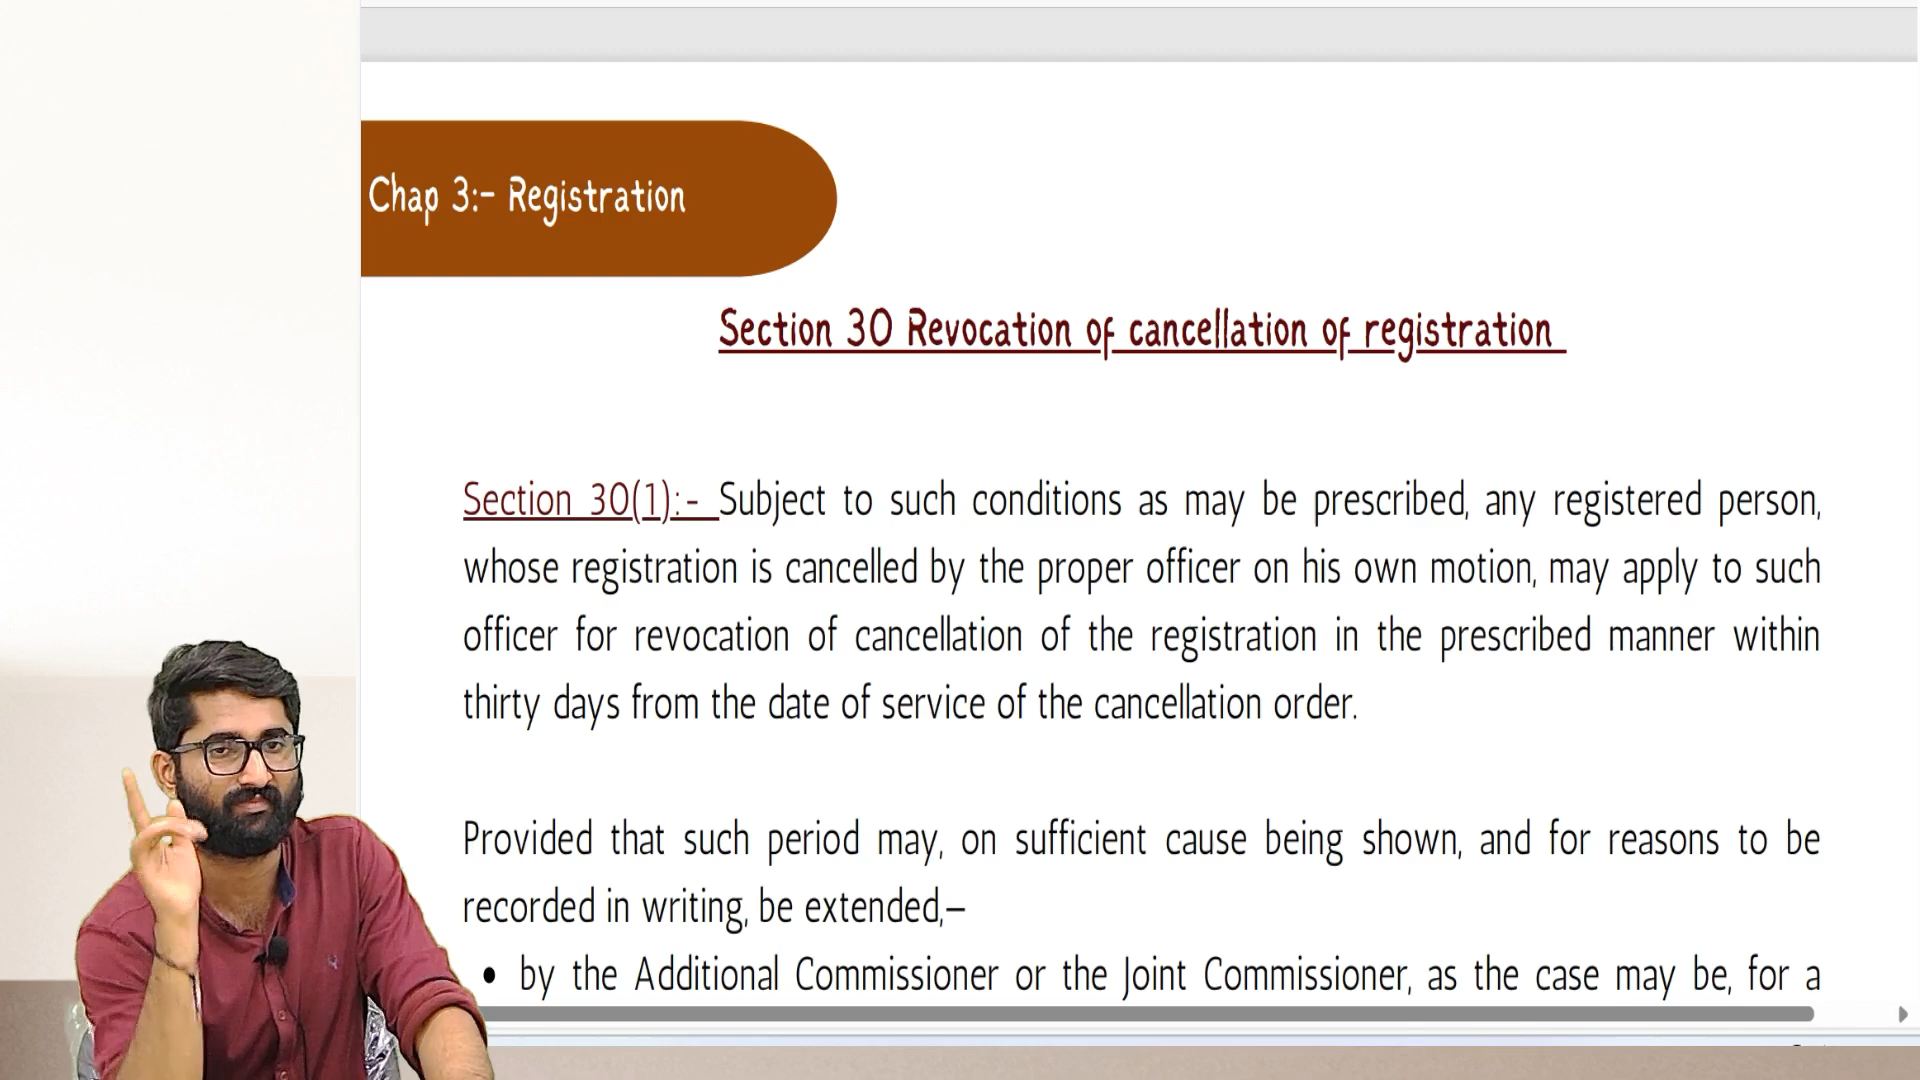 Chap 3:- Registration
Section 30 Revocation of cancellation of registration
Section 30(1):- Subject to such conditions as may be prescribed, any registered person,
whose registration is cancelled by the proper officer on his own motion, may apply to such
officer for revocation of cancellation of the registration in the prescribed manner within
thirty days from the date of service of the cancellation order.
Provided that such period may, on sufficient cause being shown, and for reasons to be
recorded in writing, be extended,—
• by the Additional Commissioner or the Joint Commissioner, as the case may be, for a